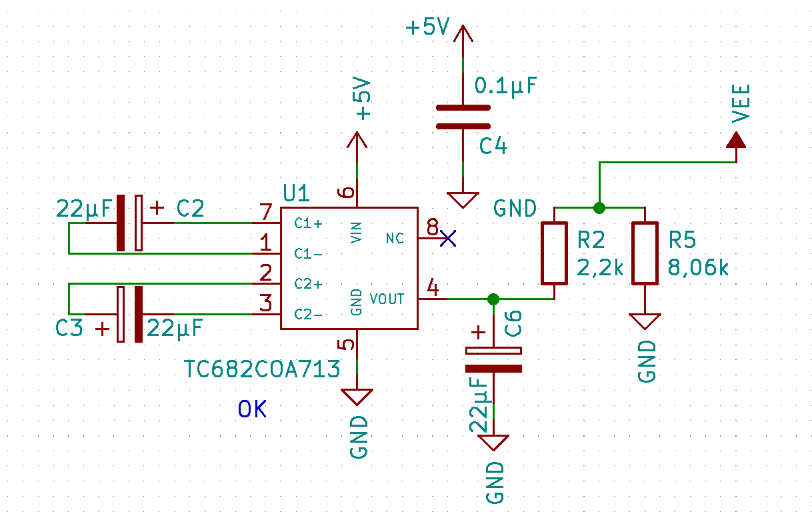 +5V
0.1µF
C4
GND
+5V
VEE
U1
6
22µF
C2
+
7
C1+
VIN
1
C1-
2
C2+
3
C2-
C3
+
22µF
NC
8
VOUT
4
GND
5
TC682COA713
OK
GND
R2
2,2k
R5
8,06k
GND
+
C6
22µF
GND